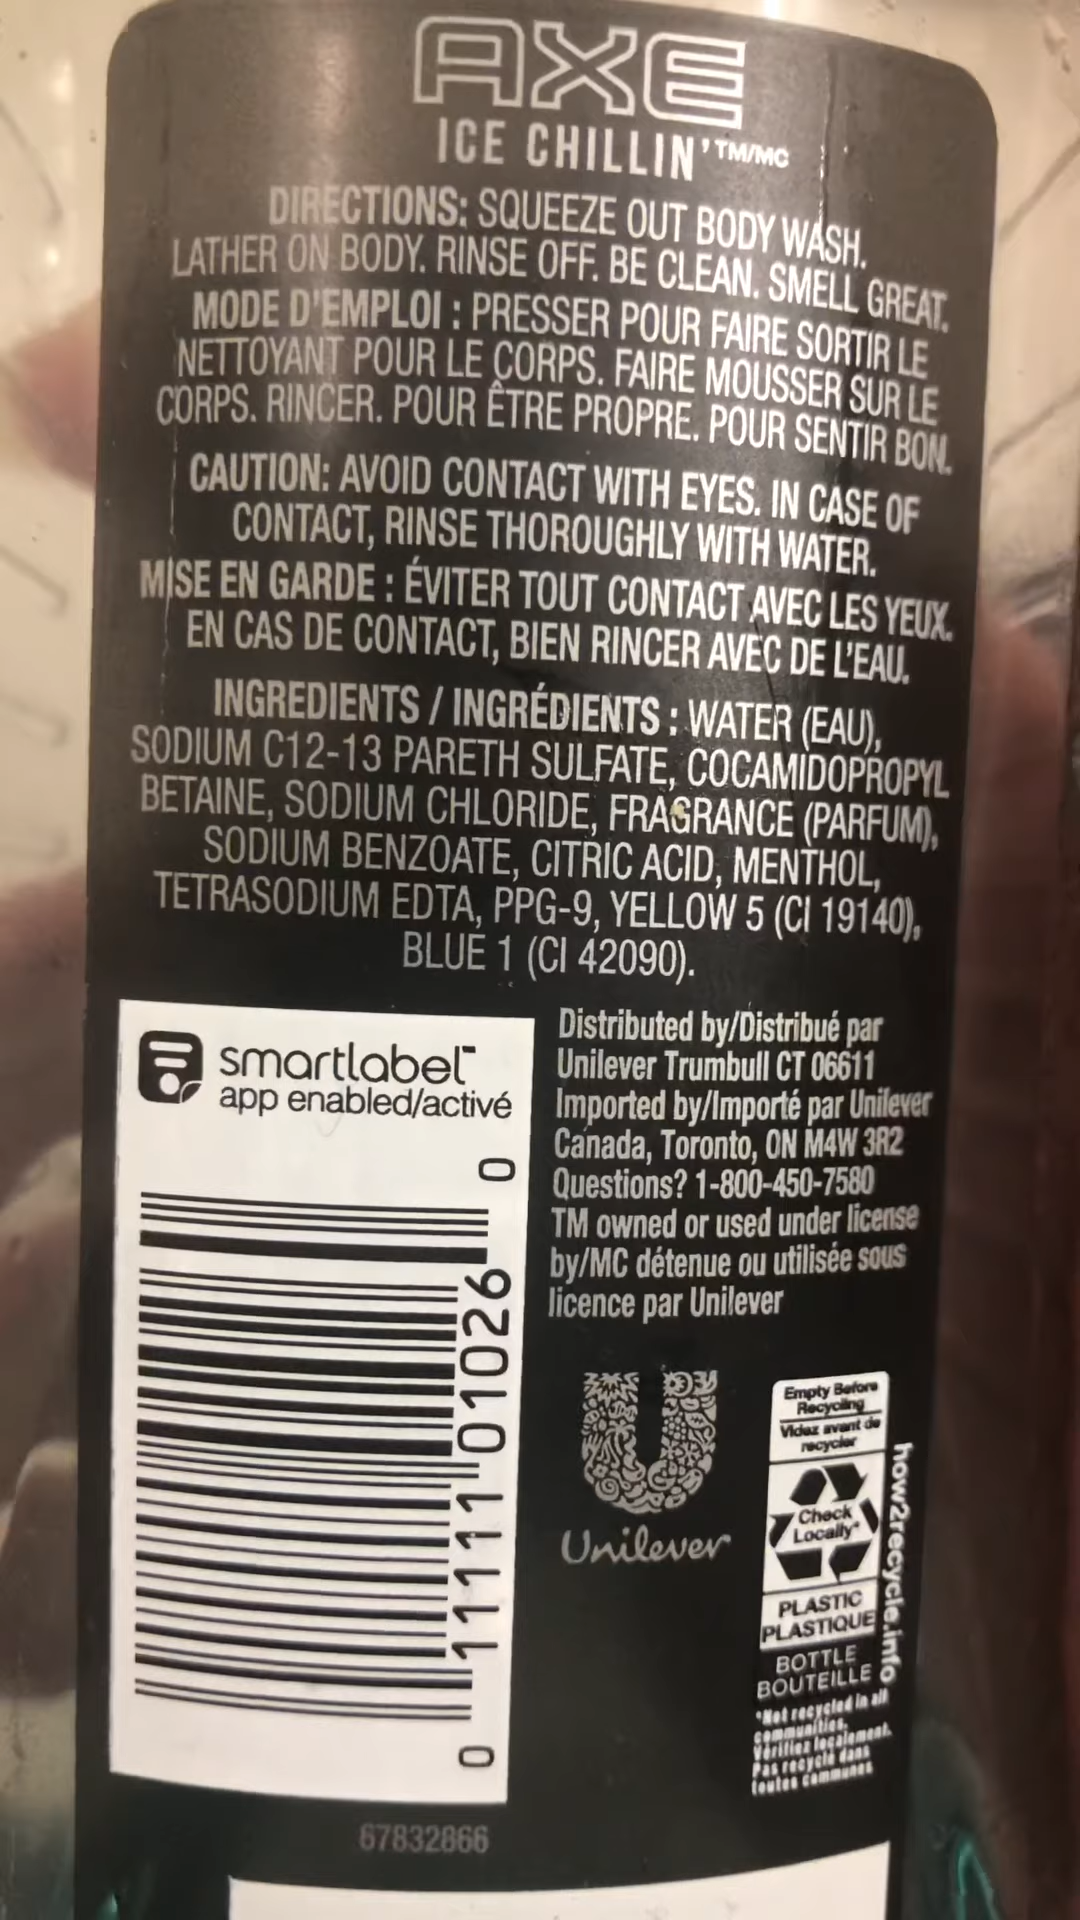 AXE
ICE CHILLIN'TM/MC
DIRECTIONS: SQUEEZE OUT BODY WASH.
LATHER ON BODY. RINSE OFF. BE CLEAN. SMELL GREAT.
MODE D'EMPLOI : PRESSER POUR FAIRE SORTIR LE
NETTOYANT POUR LE CORPS. FAIRE MOUSSER SUR LE
CORPS. RINCER. POUR ÊTRE PROPRE. POUR SENTIR BON.
CAUTION: AVOID CONTACT WITH EYES. IN CASE OF
CONTACT, RINSE THOROUGHLY WITH WATER.
MISE EN GARDE : ÉVITER TOUT CONTACT AVEC LES YEUX.
EN CAS DE CONTACT, BIEN RINCER AVEC DE L'EAU.
INGREDIENTS / INGRÉDIENTS : WATER (EAU),
SODIUM C12-13 PARETH SULFATE, COCAMIDOPROPYL
BETAINE, SODIUM CHLORIDE, FRAGRANCE (PARFUM),
SODIUM BENZOATE, CITRIC ACID, MENTHOL,
TETRASODIUM EDTA, PPG-9, YELLOW 5 (CI 19140),
BLUE 1 (CI 42090).
smartlabel™
app enabled/activé
0 11111 01026 0
Distributed by/Distribué par
Unilever Trumbull CT 06611
Imported by/Importé par Unilever
Canada, Toronto, ON M4W 3R2
Questions? 1-800-450-7580
TM owned or used under license
by/MC détenue ou utilisée sous
licence par Unilever
Unilever
Empty Before
Recycling
Videz avant de
recycler
Check
Locally*
PLASTIC
PLASTIQUE
BOTTLE
BOUTEILLE
how2recycle.info
*Not recycled in all
communities.
Vérifiez localement.
Pas recyclé dans
toutes communes
67832866